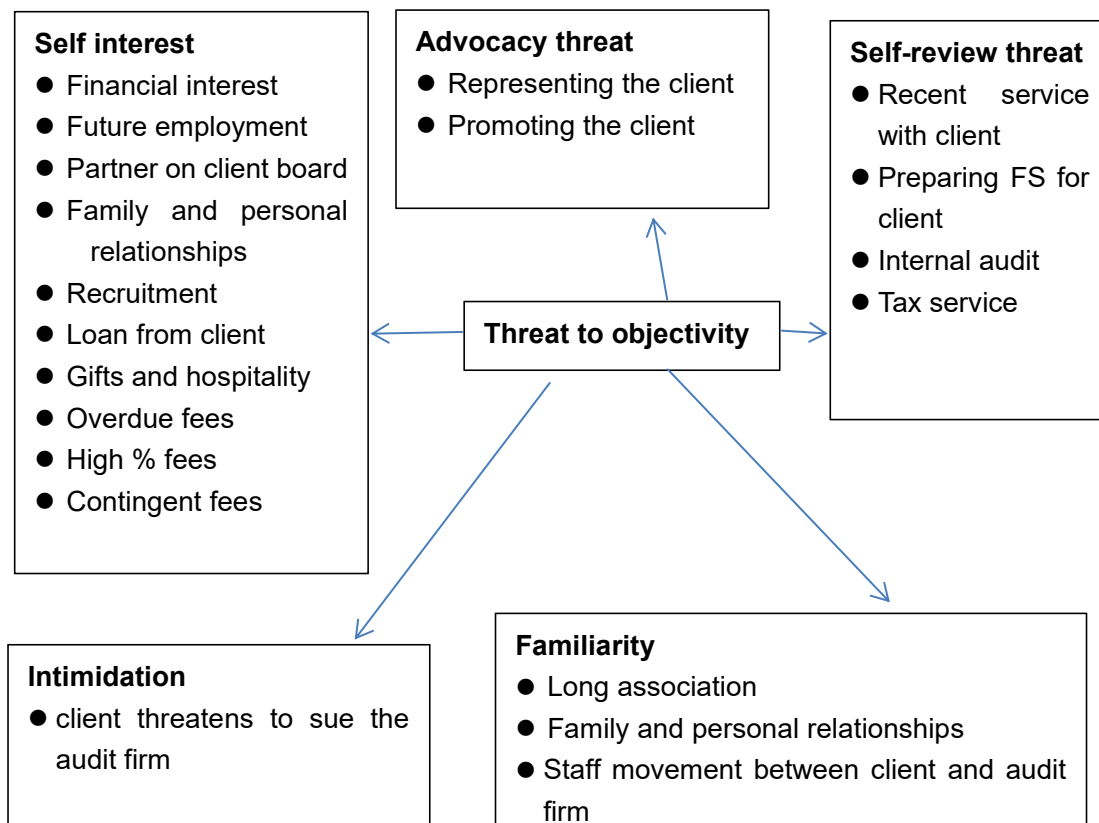 Self interest
● Financial interest
● Future employment
● Partner on client board
● Family and personal
relationships
● Recruitment
● Loan from client
● Gifts and hospitality
● Overdue fees
● High % fees
● Contingent fees
Advocacy threat
● Representing the client
● Promoting the client
Self-review threat
● Recent service
with client
● Preparing FS for
client
● Internal audit
● Tax service
Threat to objectivity
Intimidation
● client threatens to sue the
audit firm
Familiarity
● Long association
● Family and personal relationships
● Staff movement between client and audit
firm